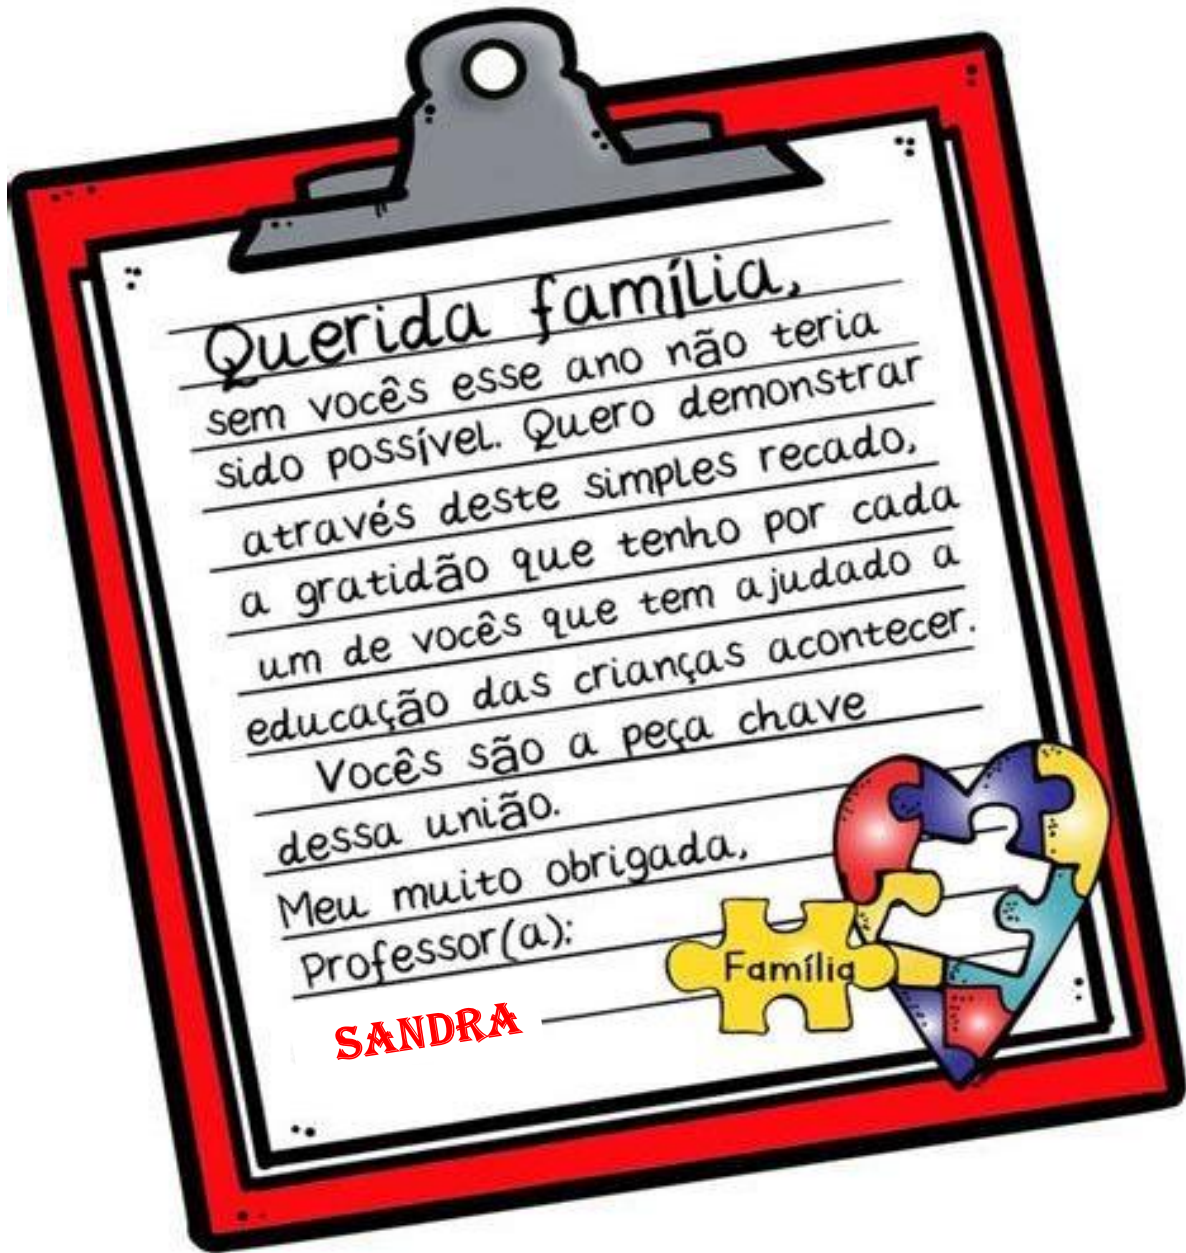 Querida família,
sem vocês esse ano não teria
sido possível. Quero demonstrar
através deste simples recado,
a gratidão que tenho por cada
um de vocês que tem ajudado a
educação das crianças acontecer.
Vocês são a peça chave
dessa união.
Meu muito obrigada,
Professor(a):
SANDRA
Família